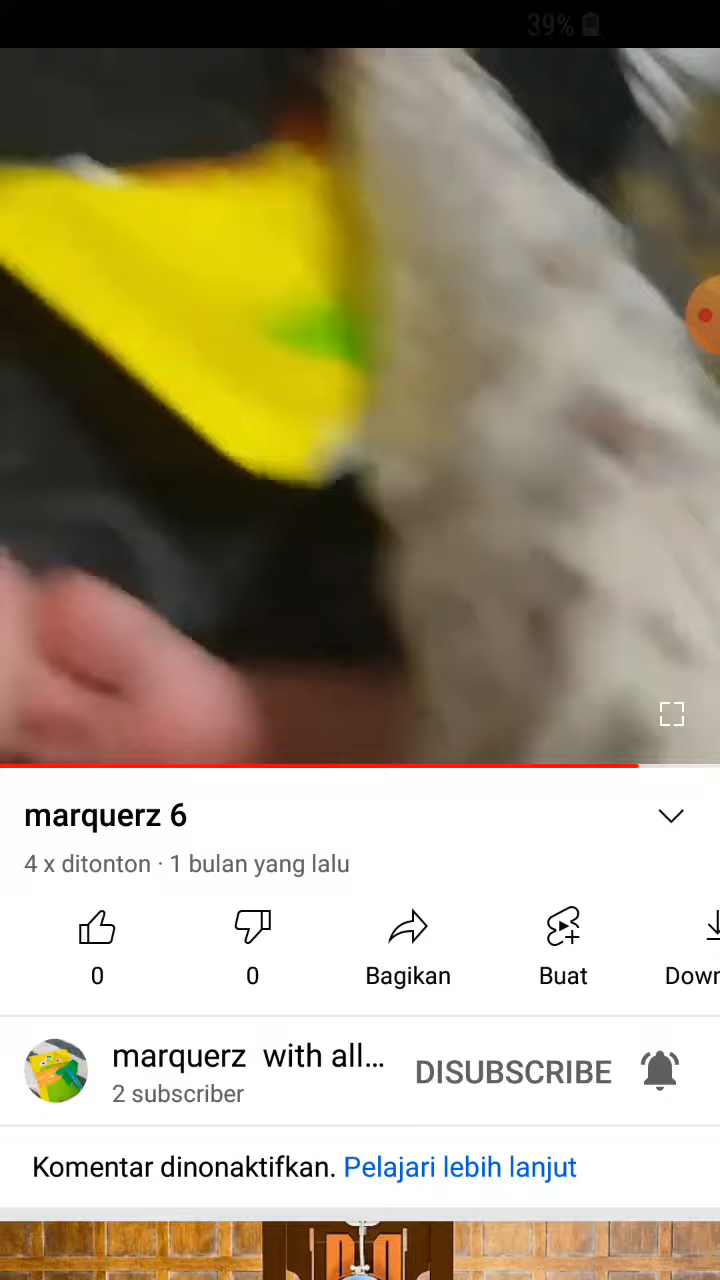 39%
marquerz 6
4 x ditonton · 1 bulan yang lalu
0
0
Bagikan
Buat
Down
marquerz with all...
DISUBSCRIBE
2 subscriber
Komentar dinonaktifkan. Pelajari lebih lanjut